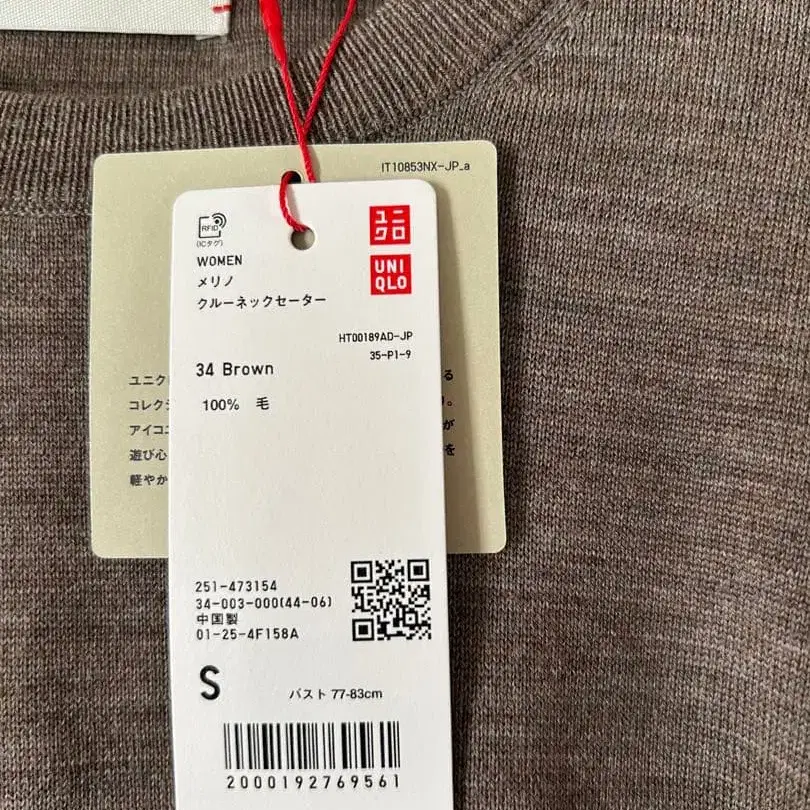 IT10853NX-JP_a
RFID
(ICタグ)
ユニ
クロ
UNI
QLO
WOMEN
メリノ
クルーネックセーター
HT00189AD-JP
35-P1-9
34 Brown
100% 毛
ユニク
る
コレク
。
アイコ
が
遊び心
を
軽やか
251-473154
34-003-000(44-06)
中国製
01-25-4F158A
S
バスト 77-83cm
2000192769561